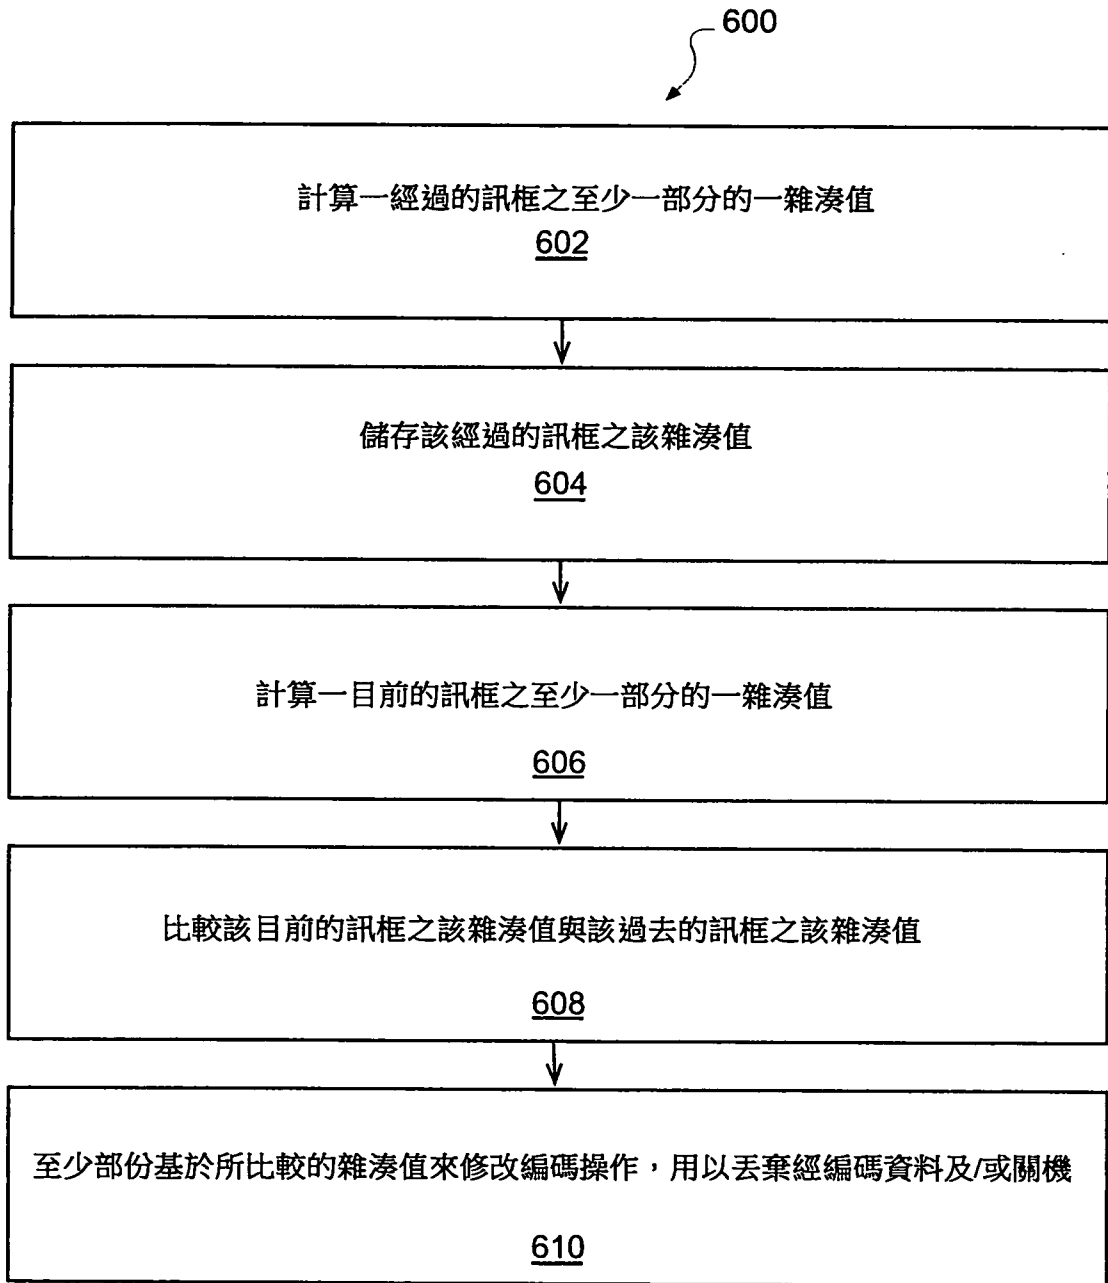 600
計算一經過的訊框之至少一部分的一雜湊值
602
儲存該經過的訊框之該雜湊值
604
計算一目前的訊框之至少一部分的一雜湊值
606
比較該目前的訊框之該雜湊值與該過去的訊框之該雜湊值
608
至少部份基於所比較的雜湊值來修改編碼操作，用以丟棄經編碼資料及/或關機
610